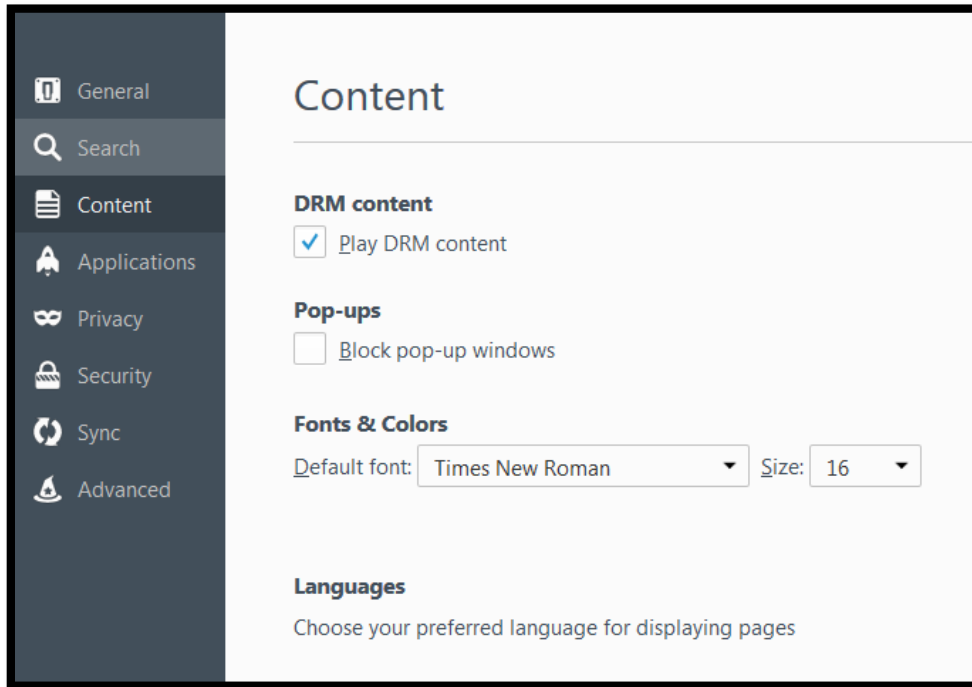 General
Search
Content
Applications
Privacy
Security
Sync
Advanced
Content
DRM content
Play DRM content
Pop-ups
Block pop-up windows
Fonts & Colors
Default font: Times New Roman Size: 16
Languages
Choose your preferred language for displaying pages